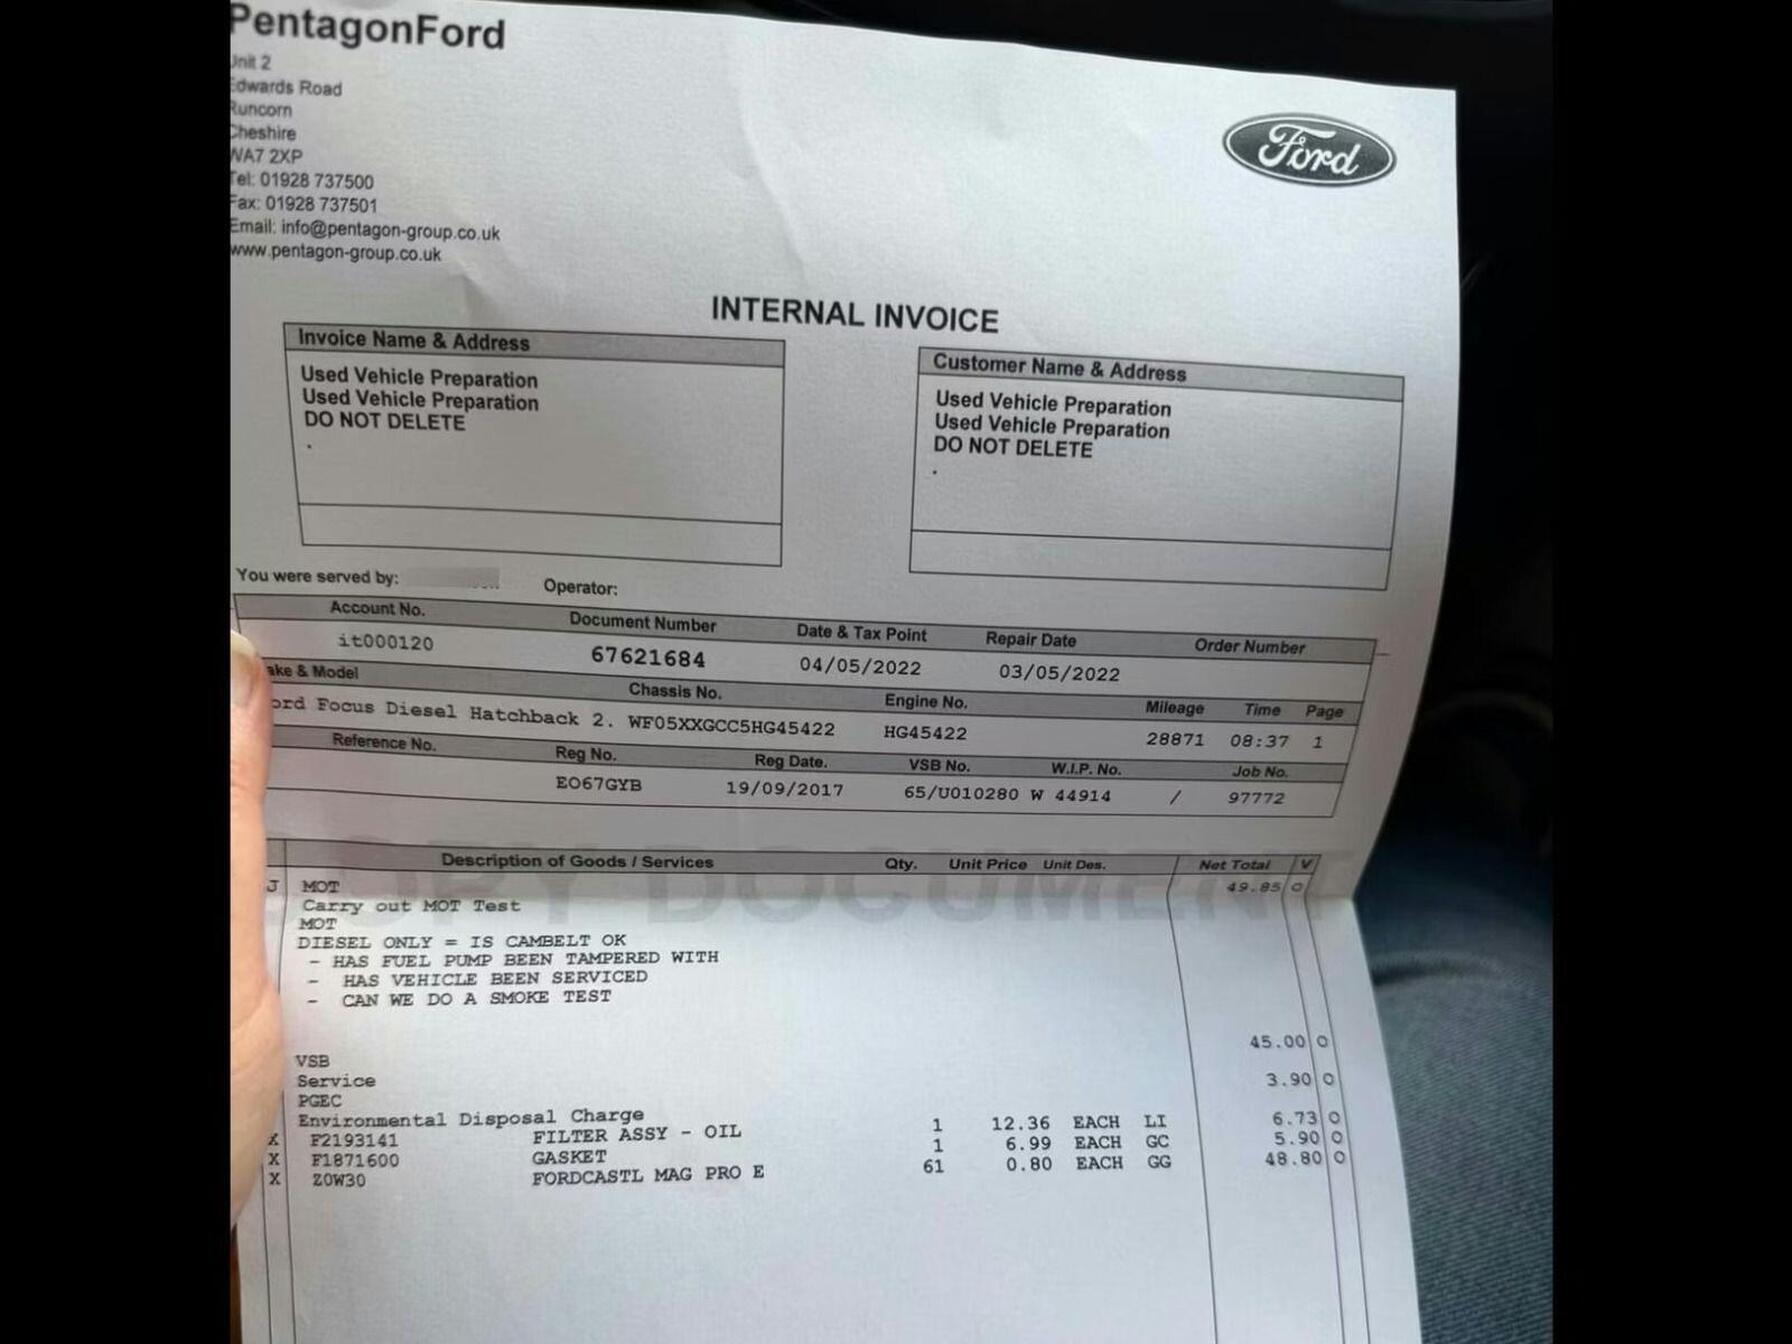 PentagonFord
Unit 2
Edwards Road
Runcorn
Cheshire
WA7 2XP
Tel: 01928 737500
Fax: 01928 737501
Email: info@pentagon-group.co.uk
www.pentagon-group.co.uk
Ford
INTERNAL INVOICE
Invoice Name & Address
Used Vehicle Preparation
Used Vehicle Preparation
DO NOT DELETE
.
Customer Name & Address
Used Vehicle Preparation
Used Vehicle Preparation
DO NOT DELETE
.
You were served by: Operator:
Account No. Document Number Date & Tax Point Repair Date Order Number
it000120 67621684 04/05/2022 03/05/2022
ake & Model Chassis No. Engine No. Mileage Time Page
ord Focus Diesel Hatchback 2. WF05XXGCC5HG45422 HG45422 28871 08:37 1
Reference No. Reg No. Reg Date. VSB No. W.I.P. No. Job No.
EO67GYB 19/09/2017 65/U010280 W 44914 / 97772
Description of Goods / Services Qty. Unit Price Unit Des. Net Total V
J MOT 49.85 O
Carry out MOT Test
MOT
DIESEL ONLY = IS CAMBELT OK
- HAS FUEL PUMP BEEN TAMPERED WITH
- HAS VEHICLE BEEN SERVICED
- CAN WE DO A SMOKE TEST
VSB 45.00 O
Service
PGEC 3.90 O
Environmental Disposal Charge
X F2193141 FILTER ASSY - OIL 1 12.36 EACH LI 6.73 O
X F1871600 GASKET 1 6.99 EACH GC 5.90 O
X Z0W30 FORDCASTL MAG PRO E 61 0.80 EACH GG 48.80 O
DOCUMENT